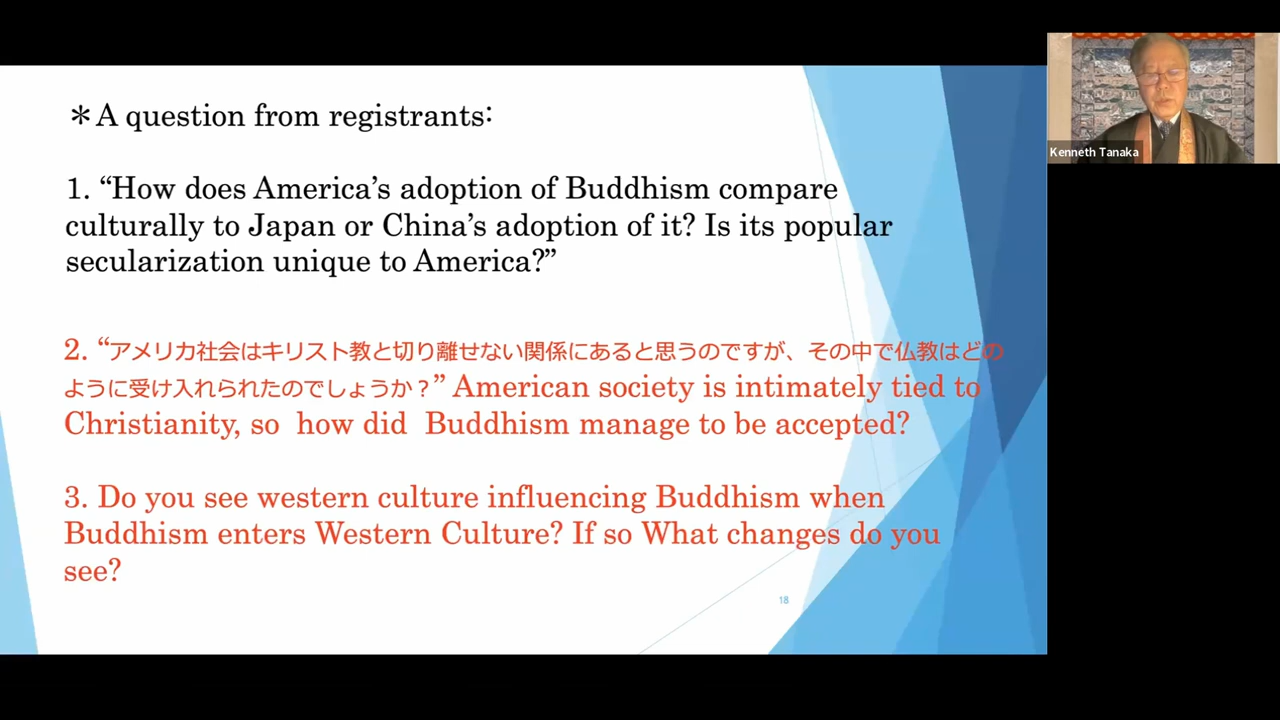 ＊A question from registrants:
1. “How does America’s adoption of Buddhism compare
culturally to Japan or China’s adoption of it? Is its popular
secularization unique to America?”
2. “アメリカ社会はキリスト教と切り離せない関係にあると思うのですが、その中で仏教はどの
ように受け入れられたのでしょうか？” American society is intimately tied to
Christianity, so how did Buddhism manage to be accepted?
3. Do you see western culture influencing Buddhism when
Buddhism enters Western Culture? If so What changes do you
see?
18
Kenneth Tanaka